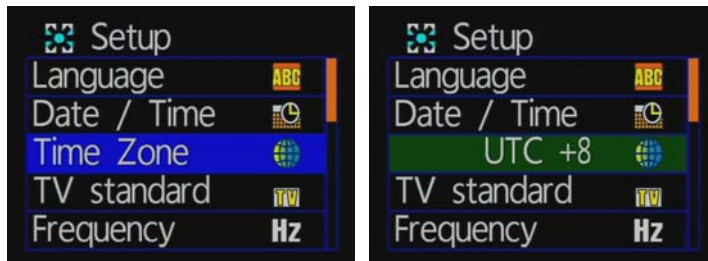 Setup
Language ABC
Date / Time
Time Zone
TV standard TV
Frequency Hz
Setup
Language ABC
Date / Time
UTC +8
TV standard TV
Frequency Hz